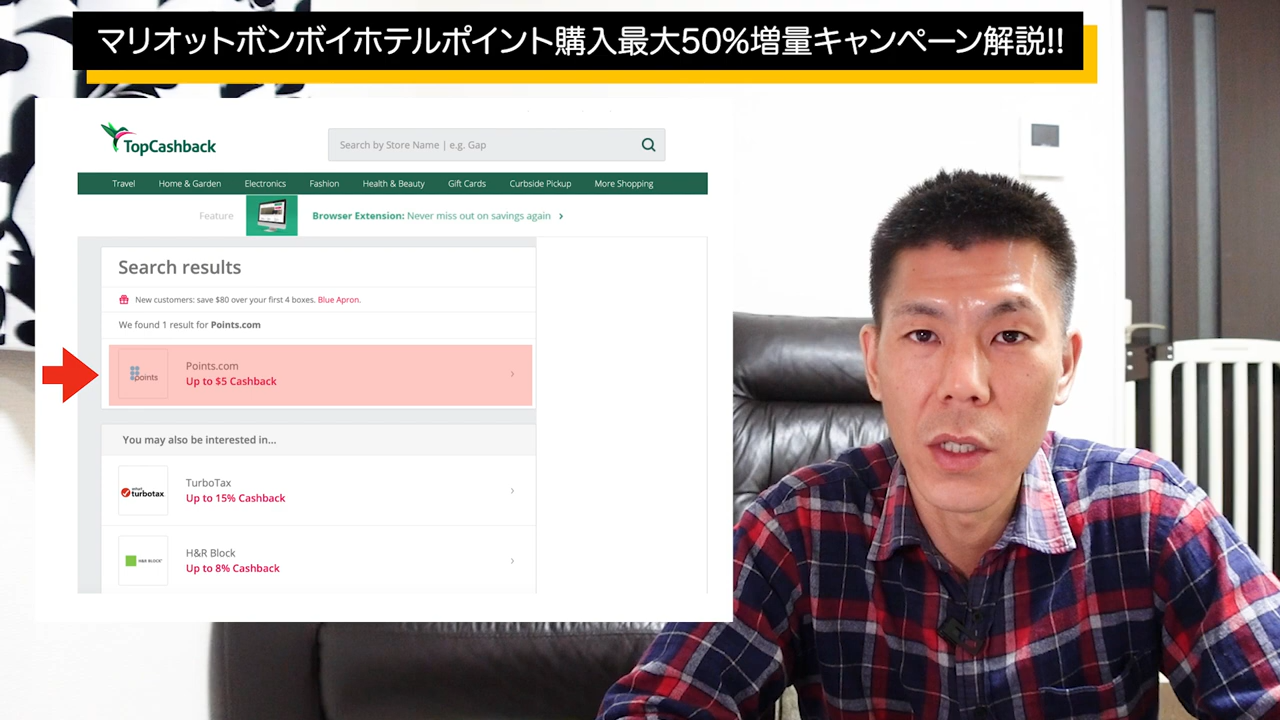 マリオットボンボイホテルポイント購入最大50%増量キャンペーン解説!!
TopCashback
Search by Store Name | e.g. Gap
Travel Home & Garden Electronics Fashion Health & Beauty Gift Cards Curbside Pickup More Shopping
Feature Browser Extension: Never miss out on savings again
Search results
New customers: save $80 over your first 4 boxes. Blue Apron.
We found 1 result for Points.com
points
Points.com
Up to $5 Cashback
You may also be interested in...
intuit turbotax
TurboTax
Up to 15% Cashback
H&R BLOCK
H&R Block
Up to 8% Cashback